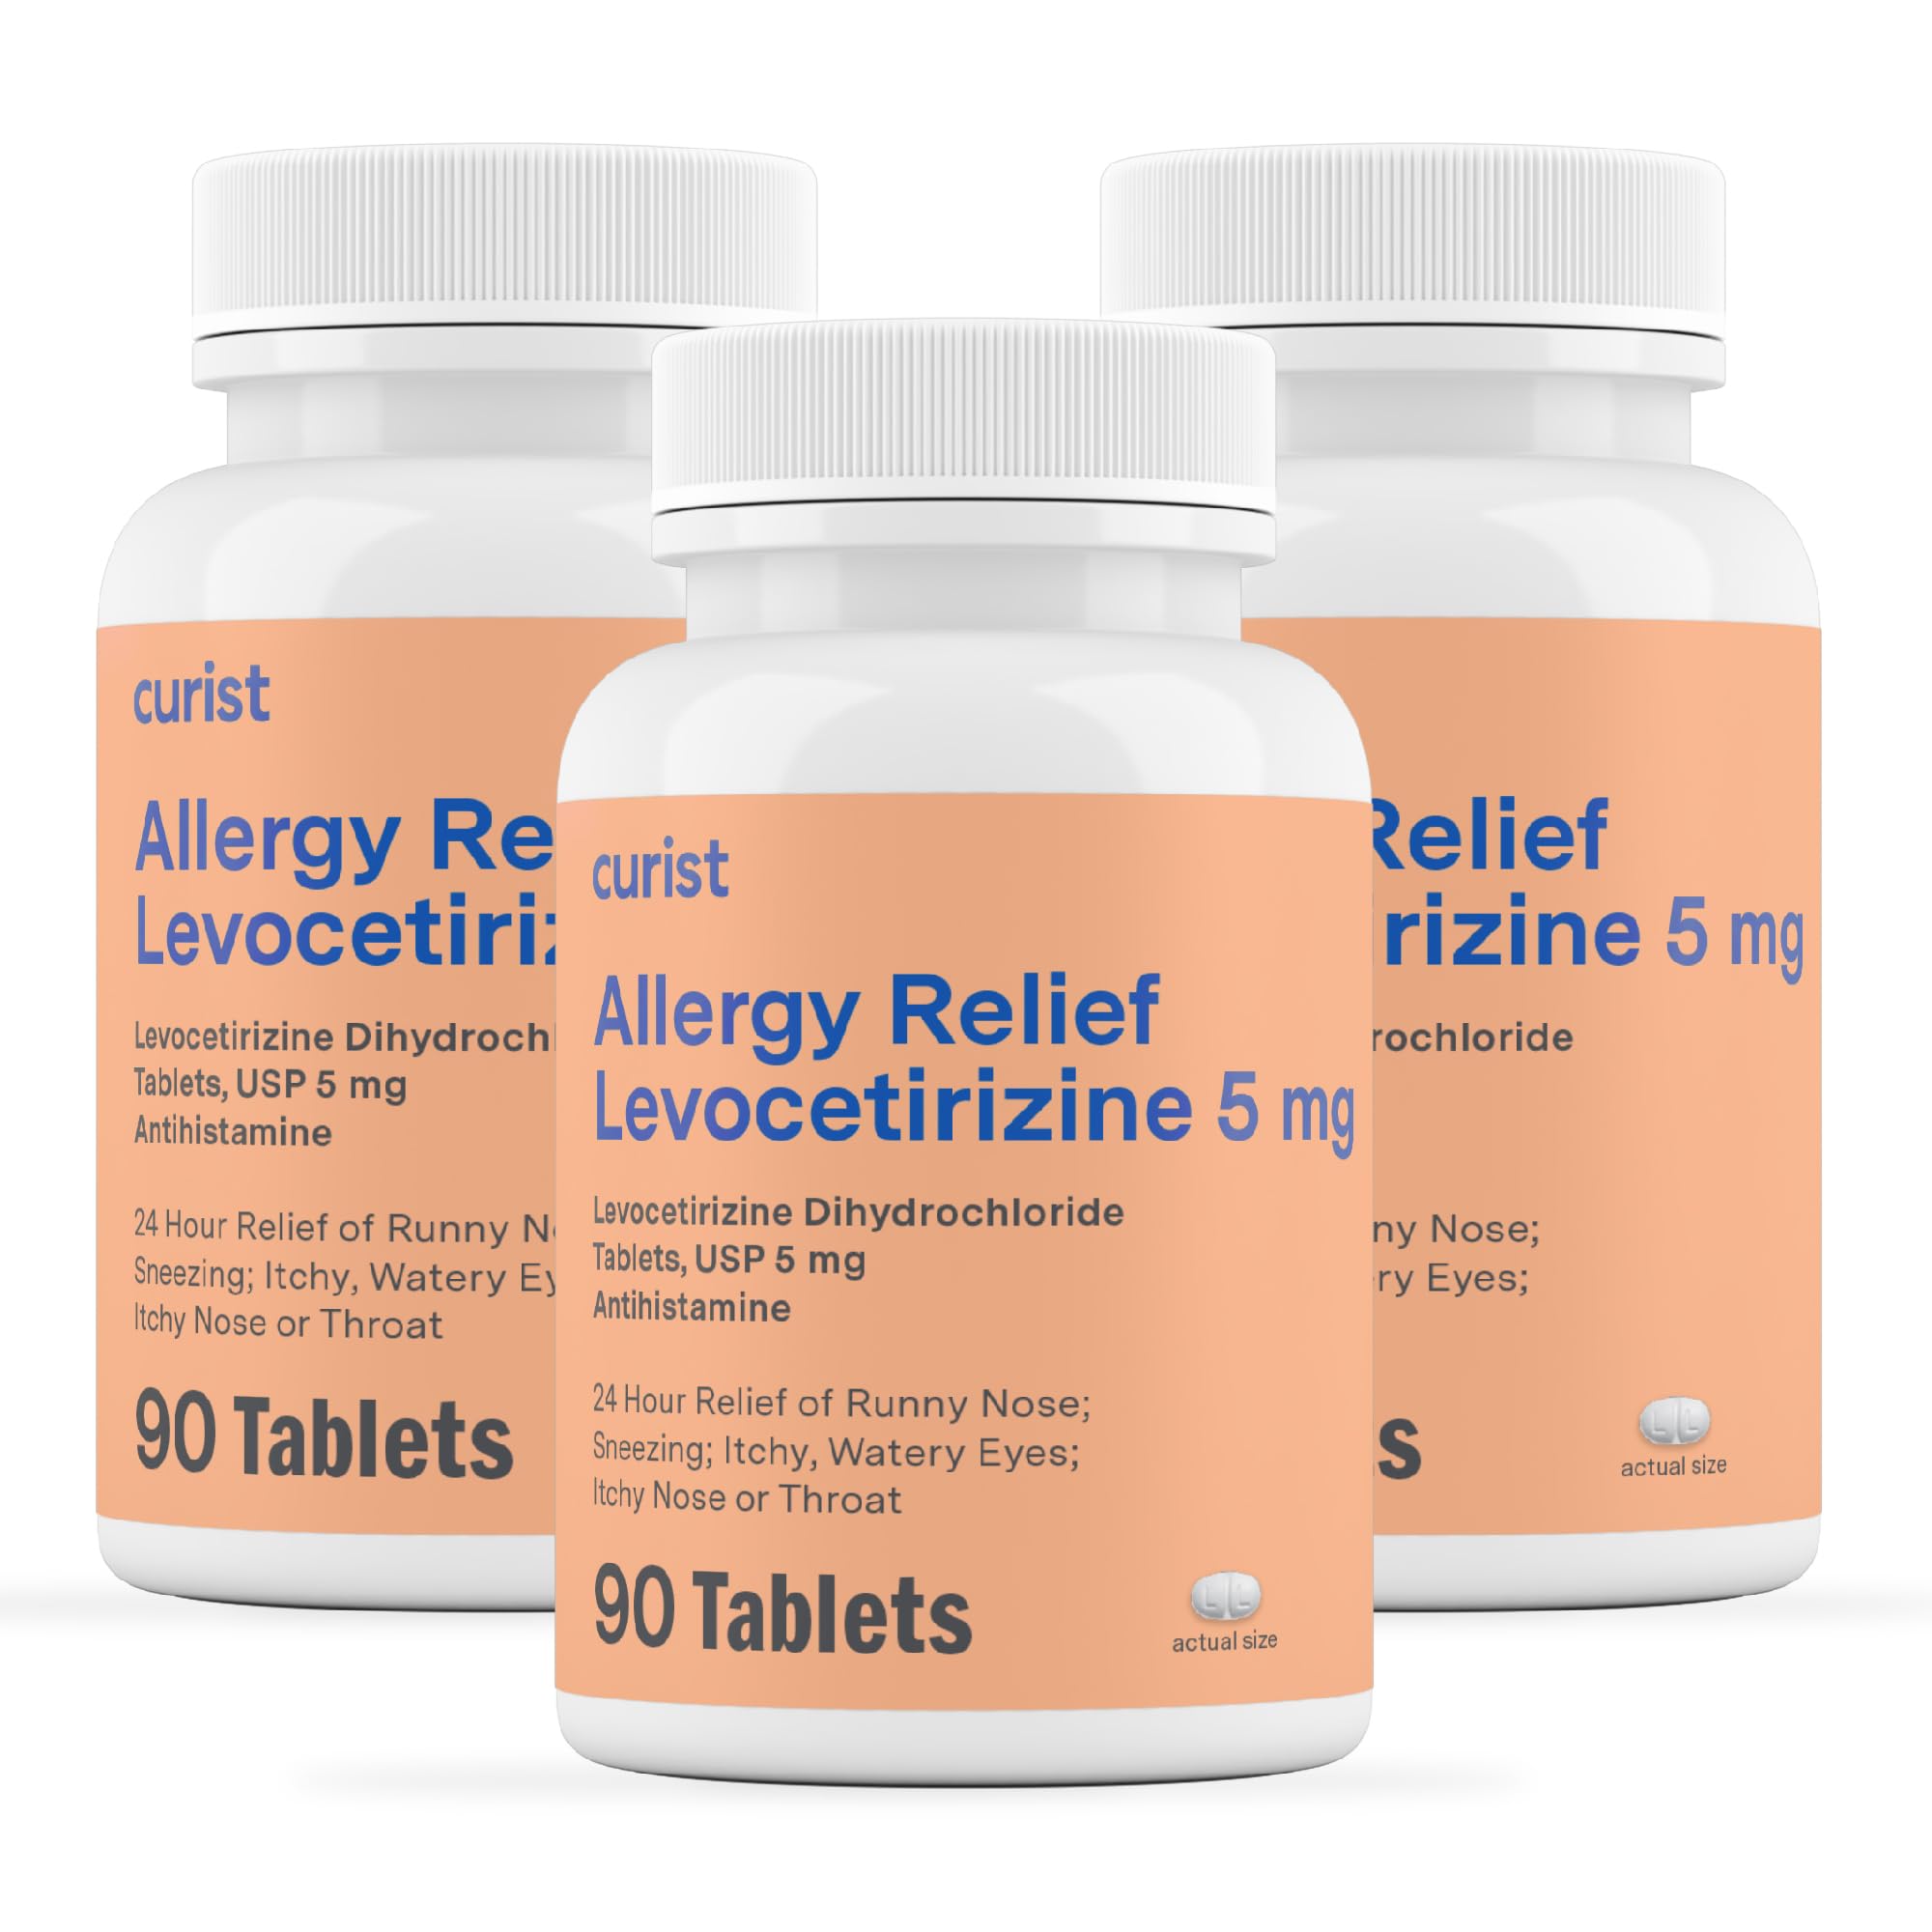 curist
Allergy Re
Levocetiri
Levocetirizine Dihydroch
Tablets, USP 5 mg
Antihistamine
24 Hour Relief of Runny N
Sneezing; Itchy, Watery Ey
Itchy Nose or Throat
90 Tablets
curist
Allergy Relief
Levocetirizine 5 mg
Levocetirizine Dihydrochloride
Tablets, USP 5 mg
Antihistamine
24 Hour Relief of Runny Nose;
Sneezing; Itchy, Watery Eyes;
Itchy Nose or Throat
90 Tablets
L L
actual size
Relief
rizine 5 mg
rochloride
ny Nose;
ry Eyes;
s
L L
actual size